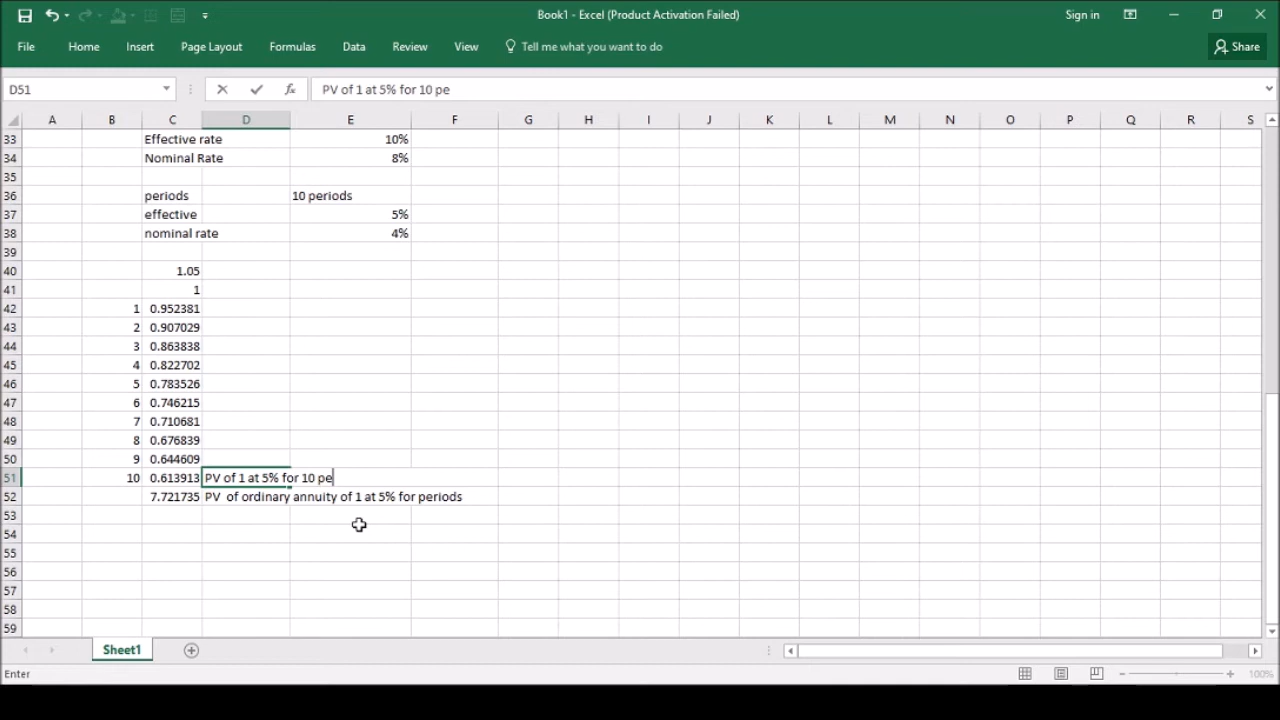 Book1 - Excel (Product Activation Failed)
Sign in
File Home Insert Page Layout Formulas Data Review View Tell me what you want to do Share
D51 fx PV of 1 at 5% for 10 pe
A B C D E F G H I J K L M N O P Q R S
33 Effective rate 10%
34 Nominal Rate 8%
35
36 periods 10 periods
37 effective 5%
38 nominal rate 4%
39
40 1.05
41 1
42 1 0.952381
43 2 0.907029
44 3 0.863838
45 4 0.822702
46 5 0.783526
47 6 0.746215
48 7 0.710681
49 8 0.676839
50 9 0.644609
51 10 0.613913 PV of 1 at 5% for 10 pe
52 7.721735 PV of ordinary annuity of 1 at 5% for periods
53
54
55
56
57
58
59
Sheet1
Enter 100%